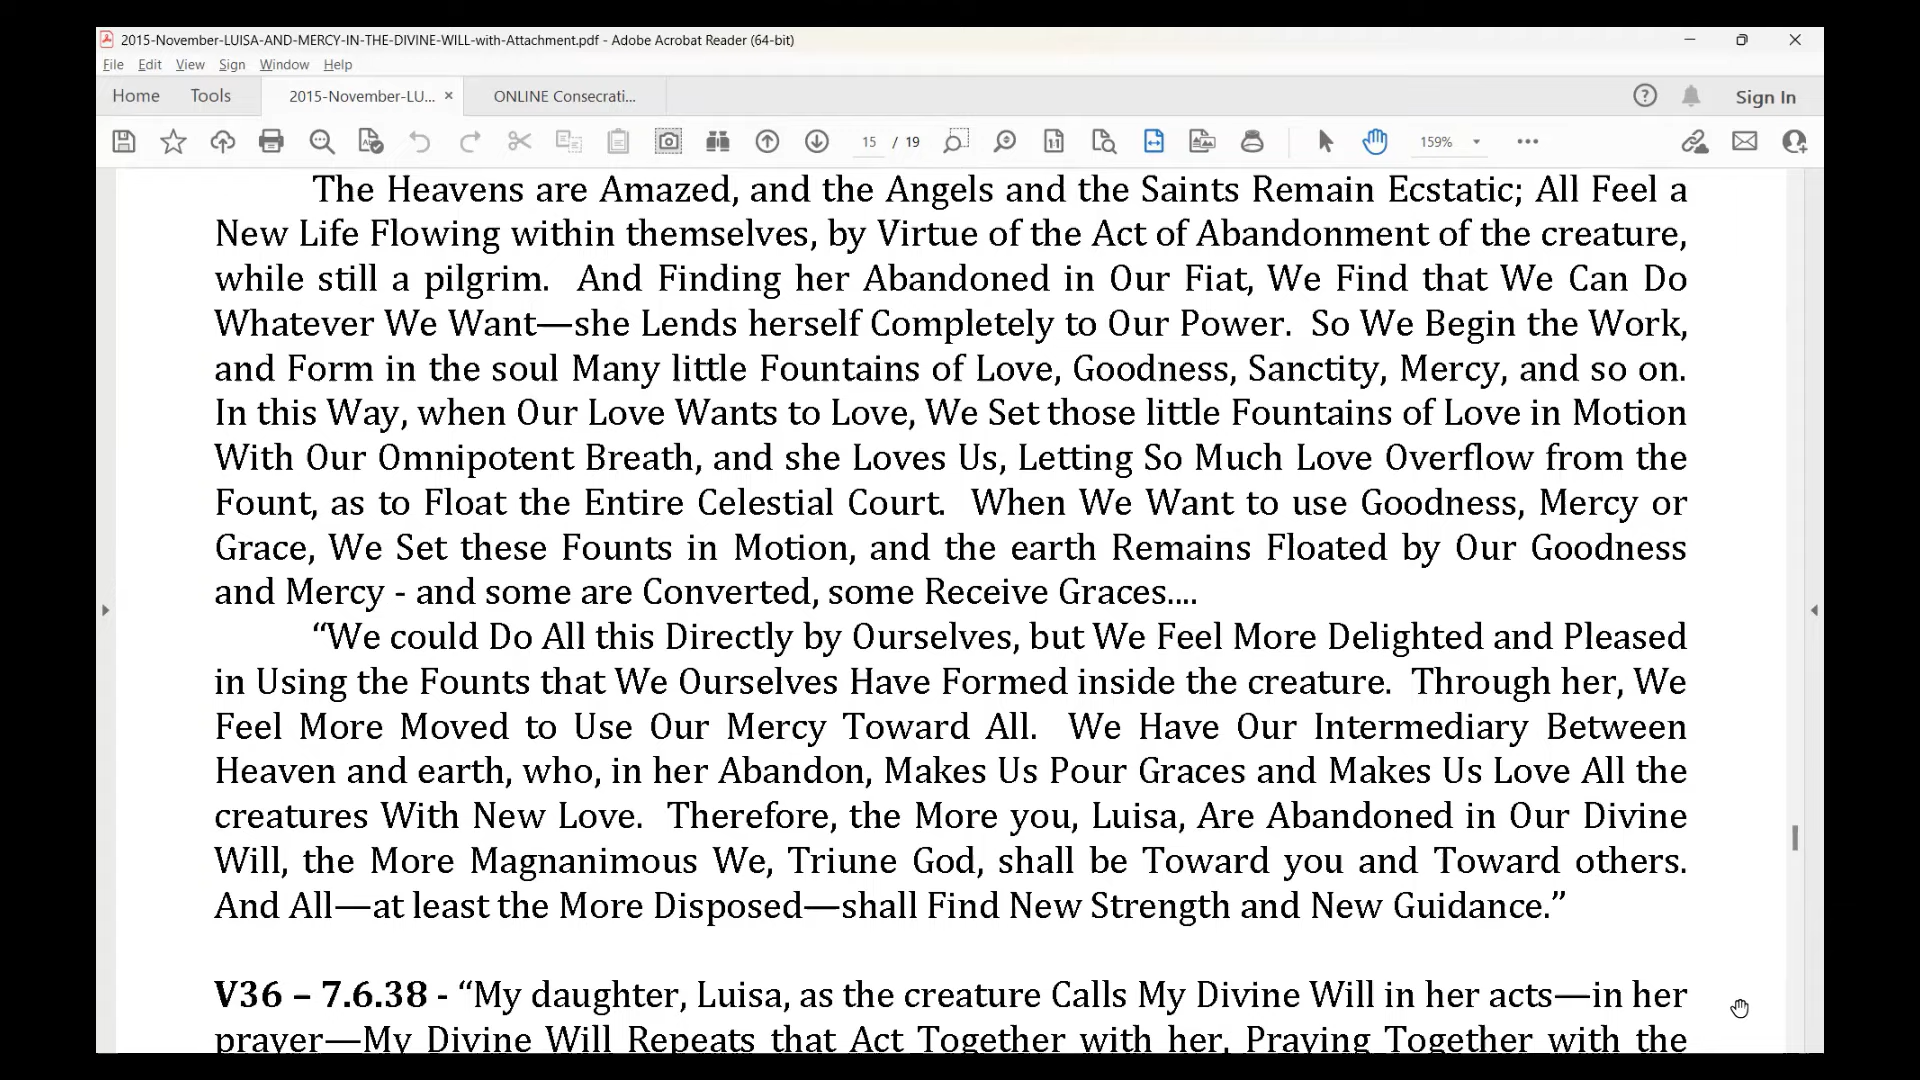 2015-November-LUISA-AND-MERCY-IN-THE-DIVINE-WILL-with-Attachment.pdf - Adobe Acrobat Reader (64-bit)
File Edit View Sign Window Help
Home Tools 2015-November-LU... × ONLINE Consecrati... Sign In
15 / 19 159%
The Heavens are Amazed, and the Angels and the Saints Remain Ecstatic; All Feel a
New Life Flowing within themselves, by Virtue of the Act of Abandonment of the creature,
while still a pilgrim. And Finding her Abandoned in Our Fiat, We Find that We Can Do
Whatever We Want—she Lends herself Completely to Our Power. So We Begin the Work,
and Form in the soul Many little Fountains of Love, Goodness, Sanctity, Mercy, and so on.
In this Way, when Our Love Wants to Love, We Set those little Fountains of Love in Motion
With Our Omnipotent Breath, and she Loves Us, Letting So Much Love Overflow from the
Fount, as to Float the Entire Celestial Court. When We Want to use Goodness, Mercy or
Grace, We Set these Founts in Motion, and the earth Remains Floated by Our Goodness
and Mercy - and some are Converted, some Receive Graces....
“We could Do All this Directly by Ourselves, but We Feel More Delighted and Pleased
in Using the Founts that We Ourselves Have Formed inside the creature. Through her, We
Feel More Moved to Use Our Mercy Toward All. We Have Our Intermediary Between
Heaven and earth, who, in her Abandon, Makes Us Pour Graces and Makes Us Love All the
creatures With New Love. Therefore, the More you, Luisa, Are Abandoned in Our Divine
Will, the More Magnanimous We, Triune God, shall be Toward you and Toward others.
And All—at least the More Disposed—shall Find New Strength and New Guidance.”
V36 – 7.6.38 - “My daughter, Luisa, as the creature Calls My Divine Will in her acts—in her
prayer—My Divine Will Repeats that Act Together with her, Praying Together with the